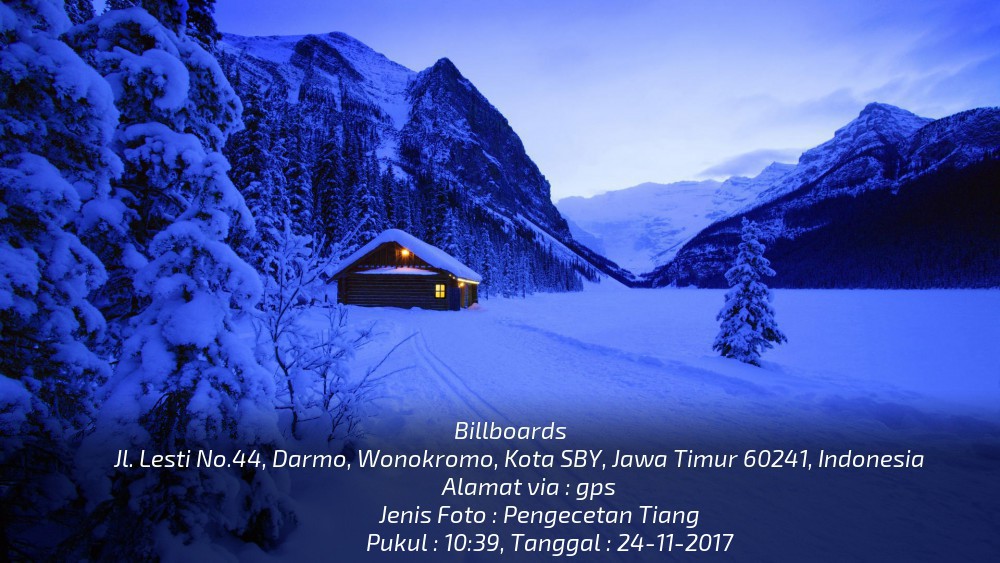 Billboards
Jl. Lesti No.44, Darmo, Wonokromo, Kota SBY, Jawa Timur 60241, Indonesia
Alamat via : gps
Jenis Foto : Pengecetan Tiang
Pukul : 10:39, Tanggal : 24-11-2017